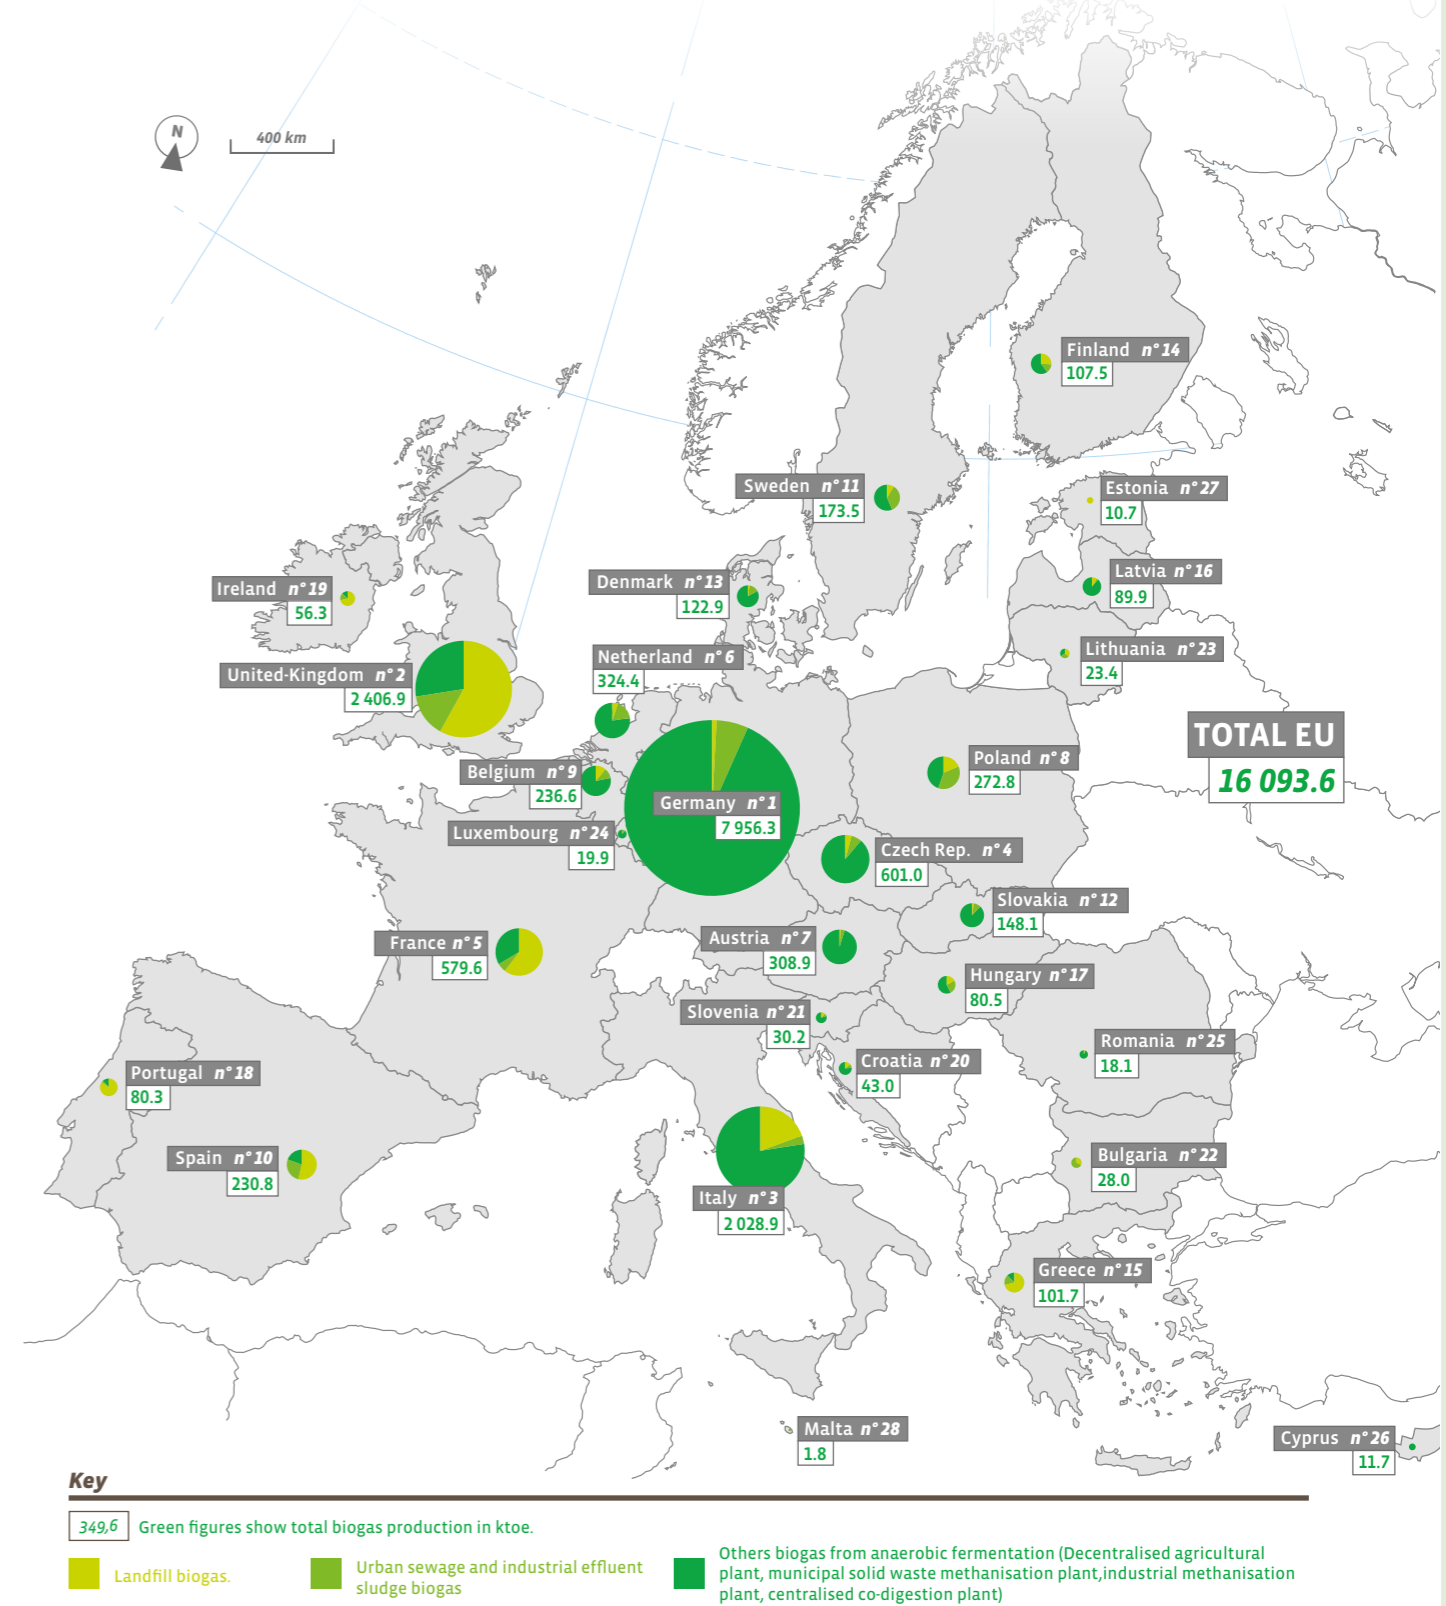 N
400 km
Finland n°14
107.5
Sweden n°11
173.5
Estonia n°27
10.7
Latvia n°16
89.9
Denmark n°13
122.9
Ireland n°19
56.3
Lithuania n°23
23.4
Netherland n°6
324.4
United-Kingdom n°2
2 406.9
TOTAL EU
16 093.6
Poland n°8
272.8
Belgium n°9
236.6
Germany n°1
7 956.3
Luxembourg n°24
19.9
Czech Rep. n°4
601.0
Slovakia n°12
148.1
France n°5
579.6
Austria n°7
308.9
Hungary n°17
80.5
Slovenia n°21
30.2
Romania n°25
18.1
Croatia n°20
43.0
Portugal n°18
80.3
Spain n°10
230.8
Bulgaria n°22
28.0
Italy n°3
2 028.9
Greece n°15
101.7
Malta n°28
1.8
Cyprus n°26
11.7
Key
349,6 Green figures show total biogas production in ktoe.
Landfill biogas.
Urban sewage and industrial effluent
sludge biogas
Others biogas from anaerobic fermentation (Decentralised agricultural
plant, municipal solid waste methanisation plant,industrial methanisation
plant, centralised co-digestion plant)